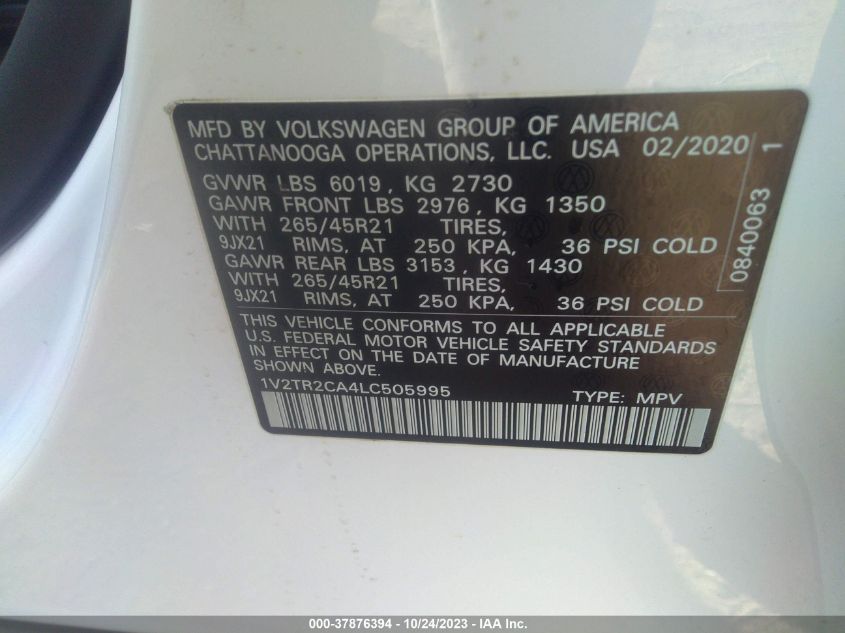 MFD BY VOLKSWAGEN GROUP OF AMERICA
CHATTANOOGA OPERATIONS, LLC. USA 02/2020
GVWR LBS 6019, KG 2730
GAWR FRONT LBS 2976, KG 1350
WITH 265/45R21 TIRES,
9JX21 RIMS, AT 250 KPA, 36 PSI COLD
GAWR REAR LBS 3153, KG 1430
WITH 265/45R21 TIRES,
9JX21 RIMS, AT 250 KPA, 36 PSI COLD
THIS VEHICLE CONFORMS TO ALL APPLICABLE
U.S. FEDERAL MOTOR VEHICLE SAFETY STANDARDS
IN EFFECT ON THE DATE OF MANUFACTURE
SHOWN ABOVE.
1V2TR2CA4LC505995 TYPE: MPV
0840063 1
000-37876394 - 10/24/2023 - IAA Inc.